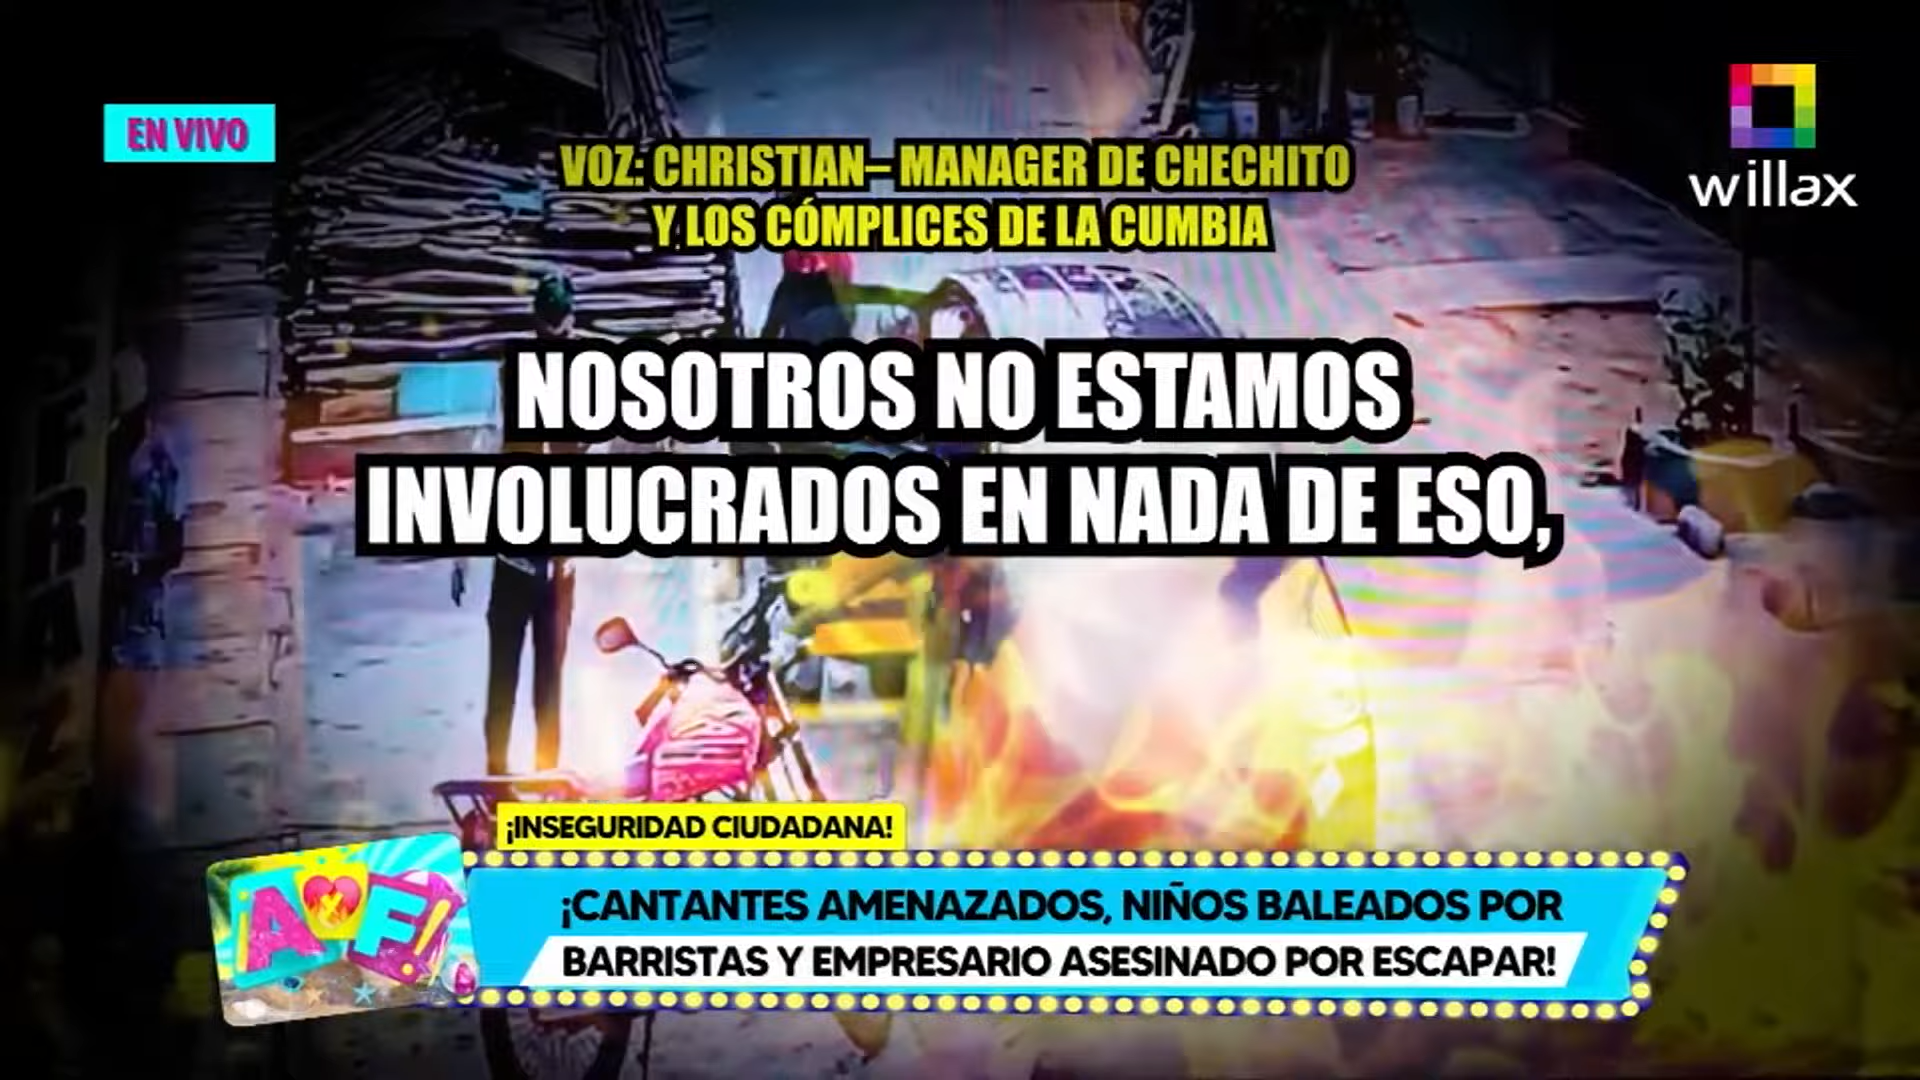 EN VIVO
willax
VOZ: CHRISTIAN– MANAGER DE CHECHITO
Y LOS CÓMPLICES DE LA CUMBIA
NOSOTROS NO ESTAMOS
INVOLUCRADOS EN NADA DE ESO,
¡INSEGURIDAD CIUDADANA!
¡A F!
¡CANTANTES AMENAZADOS, NIÑOS BALEADOS POR
BARRISTAS Y EMPRESARIO ASESINADO POR ESCAPAR!